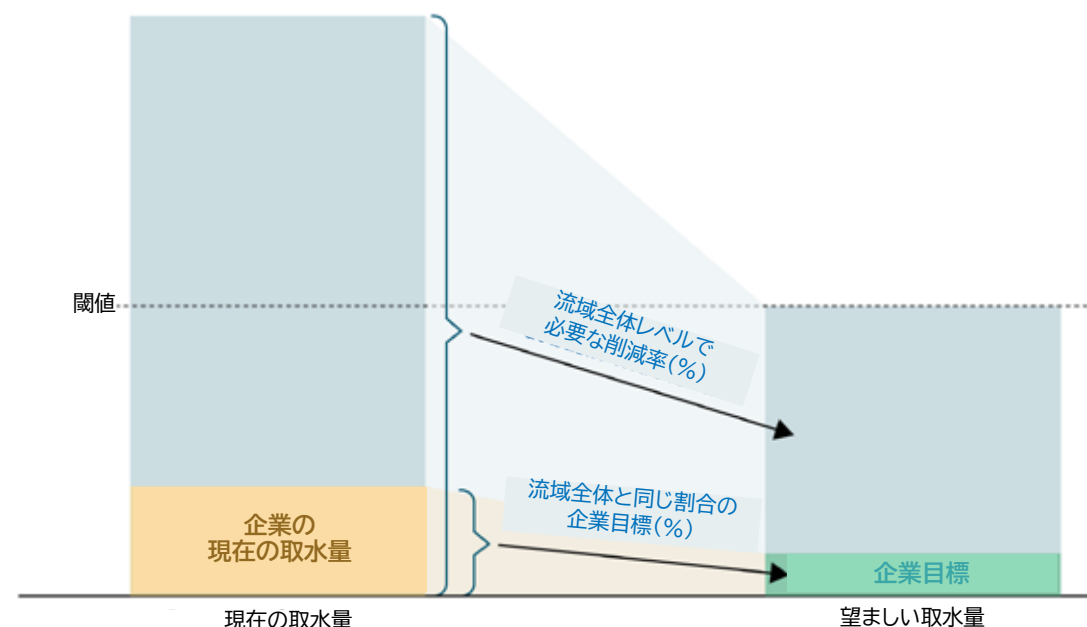 閾値
流域全体レベルで
必要な削減率(%)
流域全体と同じ割合の
企業目標(%)
企業の
現在の取水量
企業目標
現在の取水量
望ましい取水量